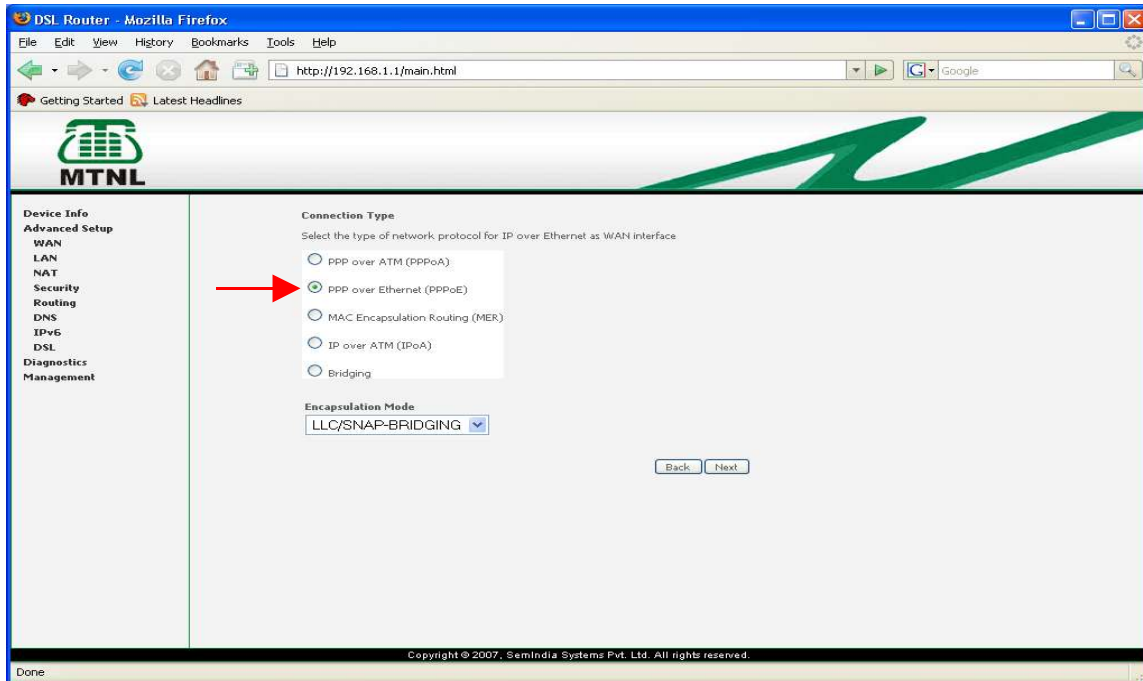 DSL Router - Mozilla Firefox
File Edit View History Bookmarks Tools Help
http://192.168.1.1/main.html
G Google
Getting Started Latest Headlines
MTNL
Device Info
Advanced Setup
WAN
LAN
NAT
Security
Routing
DNS
IPv6
DSL
Diagnostics
Management
Connection Type
Select the type of network protocol for IP over Ethernet as WAN interface
PPP over ATM (PPPoA)
PPP over Ethernet (PPPoE)
MAC Encapsulation Routing (MER)
IP over ATM (IPoA)
Bridging
Encapsulation Mode
LLC/SNAP-BRIDGING
Back Next
Copyright © 2007, SemIndia Systems Pvt. Ltd. All rights reserved.
Done